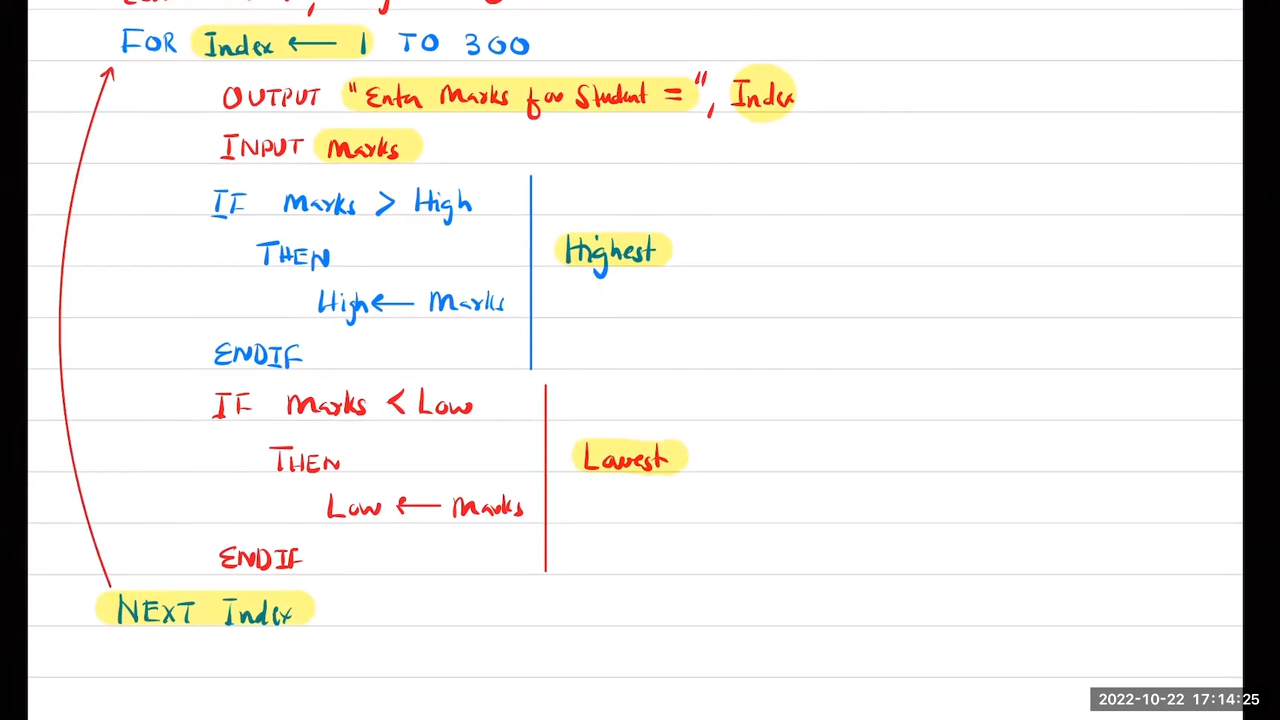 FOR Index ← 1 TO 300
OUTPUT "Enter Marks for Student = ", Index
INPUT Marks
IF Marks > High
THEN
High ← Marks
ENDIF
Highest
IF Marks < Low
THEN
Low ← Marks
ENDIF
Lowest
NEXT Index
2022-10-22 17:14:25